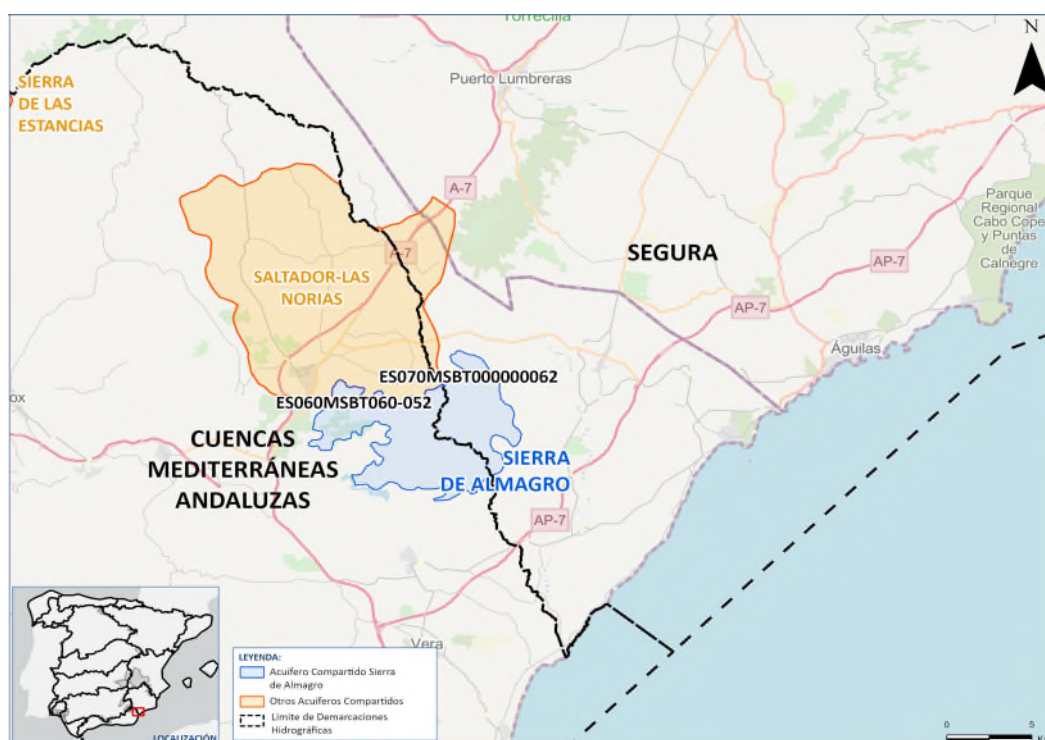 Torrecilla
N
SIERRA
DE LAS
ESTANCIAS
Puerto Lumbreras
A-7
Parque
Regional
Cabo Cope
y Puntas
de
Calnegre
SEGURA
A-7
AP-7
SALTADOR-LAS
NORIAS
AP-7
Águilas
ES070MSBT000000062
ES060MSBT060-052
CUENCAS
MEDITERRÁNEAS
ANDALUZAS
SIERRA
DE ALMAGRO
AP-7
Vera
LEYENDA:
Acuífero Compartido Sierra
de Almagro
Otros Acuíferos Compartidos
Límite de Demarcaciones
Hidrográficas
LOCALIZACIÓN
0 5